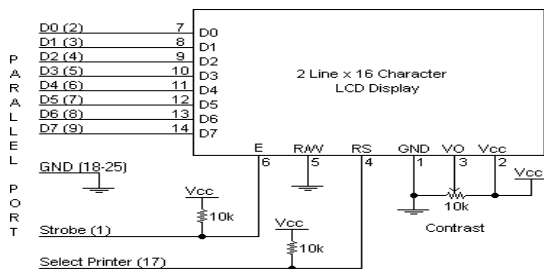 PARALLEL PORT
D0 (2) 7 D0
D1 (3) 8 D1
D2 (4) 9 D2
D3 (5) 10 D3
D4 (6) 11 D4
D5 (7) 12 D5
D6 (8) 13 D6
D7 (9) 14 D7
2 Line x 16 Character
LCD Display
E R/W RS GND VO Vcc
6 5 4 1 3 2
GND (18-25)
Vcc
10k
Strobe (1)
Vcc
10k
Select Printer (17)
Vcc
10k
Contrast